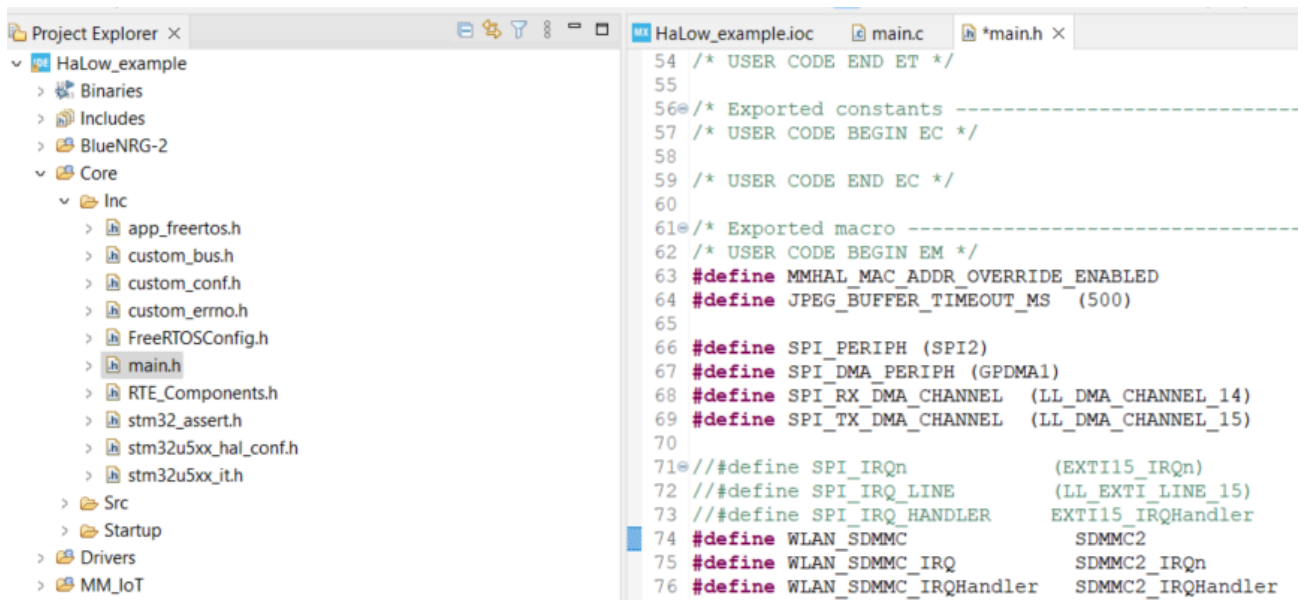 Project Explorer
HaLow_example
Binaries
Includes
BlueNRG-2
Core
Inc
app_freertos.h
custom_bus.h
custom_conf.h
custom_errno.h
FreeRTOSConfig.h
main.h
RTE_Components.h
stm32_assert.h
stm32u5xx_hal_conf.h
stm32u5xx_it.h
Src
Startup
Drivers
MM_IoT
MX HaLow_example.ioc main.c *main.h
54 /* USER CODE END ET */
55
56 /* Exported constants -----------------------------
57 /* USER CODE BEGIN EC */
58
59 /* USER CODE END EC */
60
61 /* Exported macro ---------------------------------
62 /* USER CODE BEGIN EM */
63 #define MMHAL_MAC_ADDR_OVERRIDE_ENABLED
64 #define JPEG_BUFFER_TIMEOUT_MS (500)
65
66 #define SPI_PERIPH (SPI2)
67 #define SPI_DMA_PERIPH (GPDMA1)
68 #define SPI_RX_DMA_CHANNEL (LL_DMA_CHANNEL_14)
69 #define SPI_TX_DMA_CHANNEL (LL_DMA_CHANNEL_15)
70
71 //#define SPI_IRQn (EXTI15_IRQn)
72 //#define SPI_IRQ_LINE (LL_EXTI_LINE_15)
73 //#define SPI_IRQ_HANDLER EXTI15_IRQHandler
74 #define WLAN_SDMMC SDMMC2
75 #define WLAN_SDMMC_IRQ SDMMC2_IRQn
76 #define WLAN_SDMMC_IRQHandler SDMMC2_IRQHandler